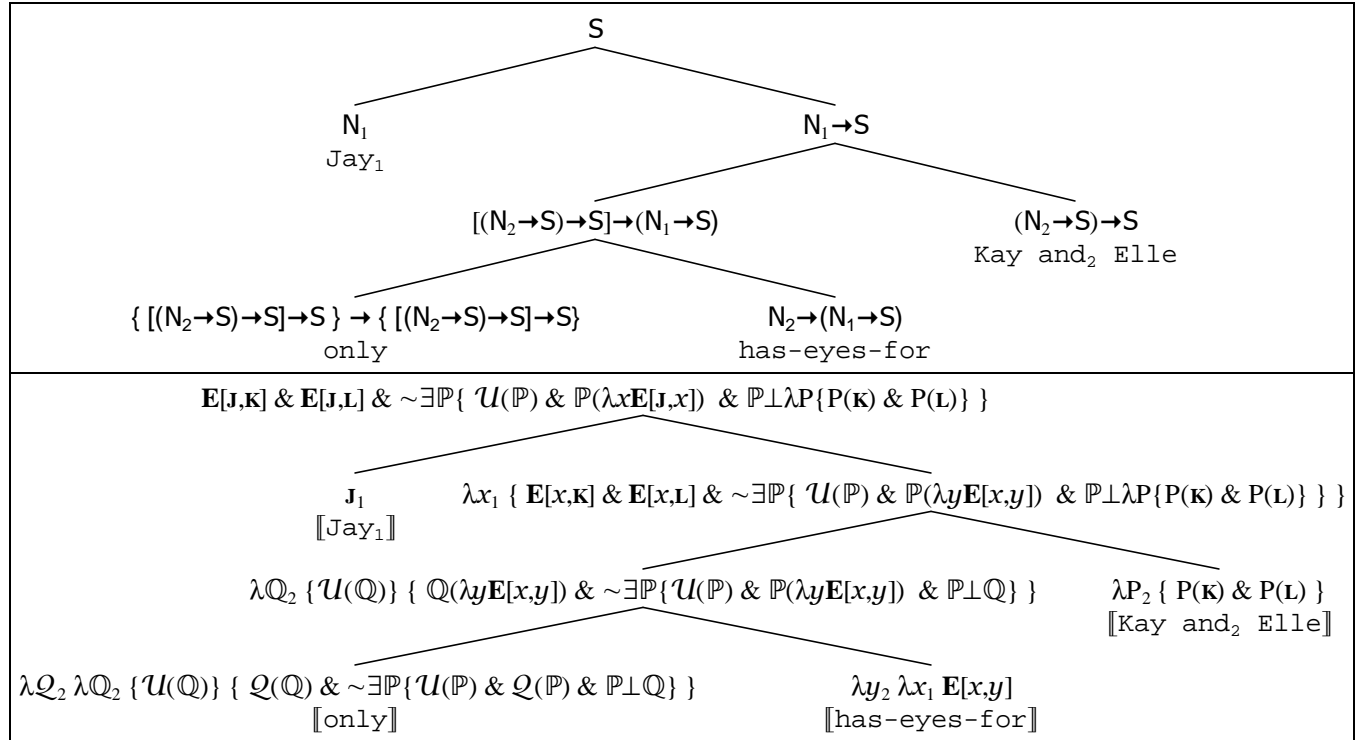 S
N₁ N₁→S
Jay₁
[(N₂→S)→S]→(N₁→S) (N₂→S)→S
Kay and₂ Elle
{ [(N₂→S)→S]→S } → { [(N₂→S)→S]→S} N₂→(N₁→S)
only has-eyes-for
𝐄[ᴊ,ᴋ] & 𝐄[ᴊ,ʟ] & ~∃ℙ{ 𝒰(ℙ) & ℙ(λx𝐄[ᴊ,x]) & ℙ⊥λP{P(ᴋ) & P(ʟ)} }
ᴊ₁ λx₁ { 𝐄[x,ᴋ] & 𝐄[x,ʟ] & ~∃ℙ{ 𝒰(ℙ) & ℙ(λy𝐄[x,y]) & ℙ⊥λP{P(ᴋ) & P(ʟ)} } }
⟦Jay₁⟧
λℚ₂ {𝒰(ℚ)} { ℚ(λy𝐄[x,y]) & ~∃ℙ{𝒰(ℙ) & ℙ(λy𝐄[x,y]) & ℙ⊥ℚ} } λP₂ { P(ᴋ) & P(ʟ) }
⟦Kay and₂ Elle⟧
λ𝒬₂ λℚ₂ {𝒰(ℚ)} { 𝒬(ℚ) & ~∃ℙ{𝒰(ℙ) & 𝒬(ℙ) & ℙ⊥ℚ} } λy₂ λx₁ 𝐄[x,y]
⟦only⟧ ⟦has-eyes-for⟧